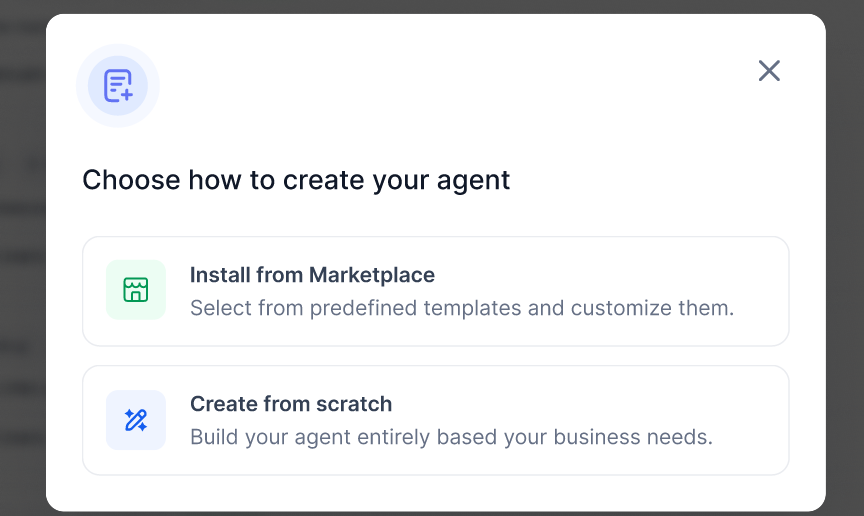 Choose how to create your agent
Install from Marketplace
Select from predefined templates and customize them.
Create from scratch
Build your agent entirely based your business needs.